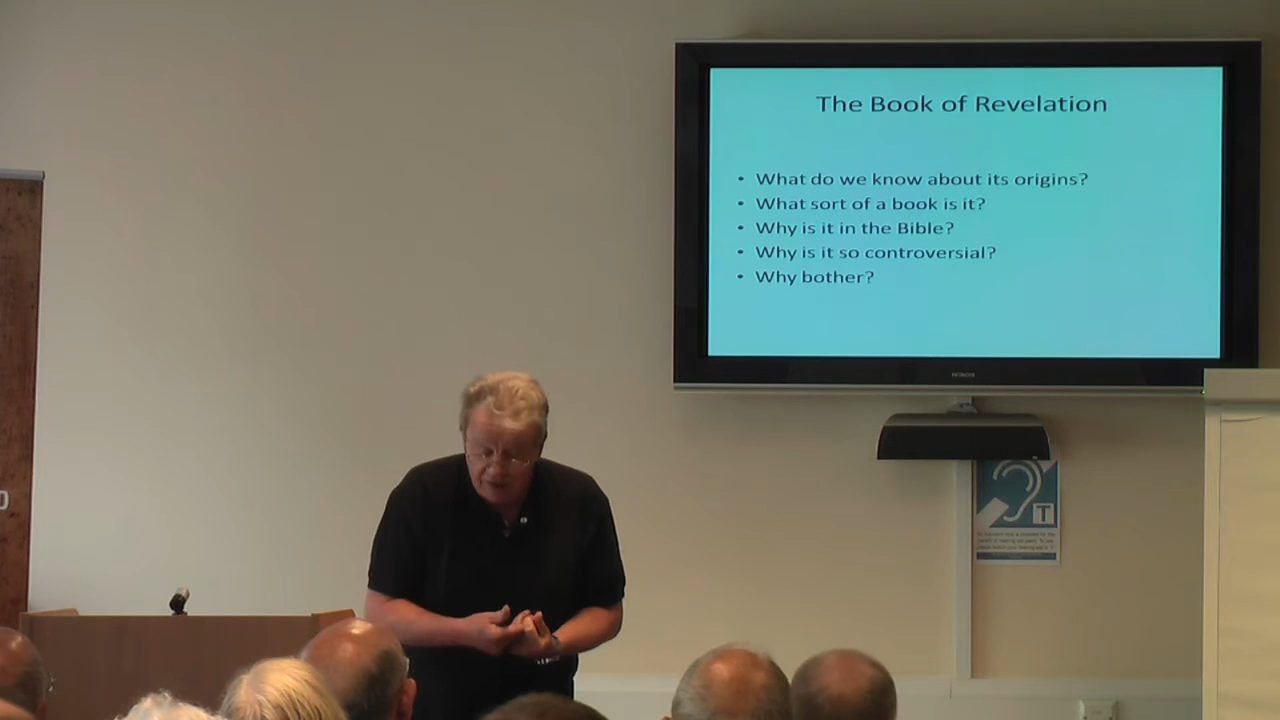 The Book of Revelation
• What do we know about its origins?
• What sort of a book is it?
• Why is it in the Bible?
• Why is it so controversial?
• Why bother?
HITACHI
T